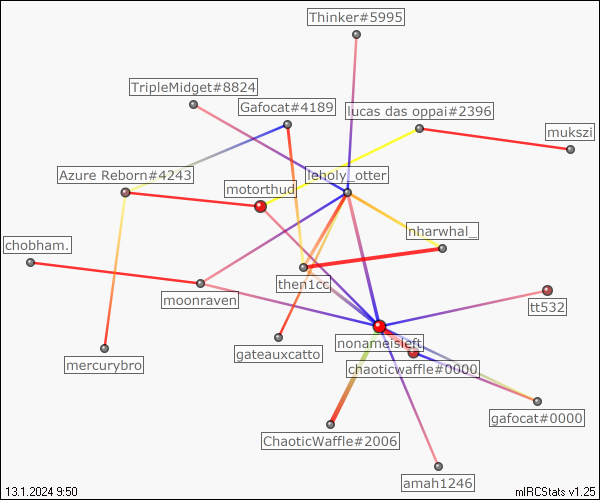 Thinker#5995
TripleMidget#8824
Gafocat#4189
lucas das oppai#2396
mukszi
Azure Reborn#4243
leholy_otter
motorthud
nharwhal_
chobham.
then1cc
moonraven
tt532
nonameisleft
gateauxcatto
mercurybro
chaoticwaffle#0000
gafocat#0000
ChaoticWaffle#2006
amah1246
13.1.2024 9:50
mIRCStats v1.25